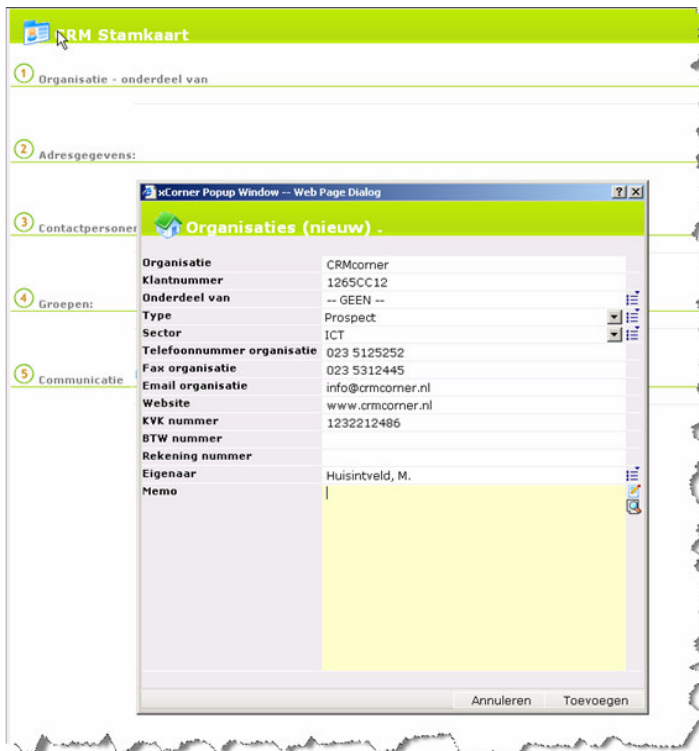 CRM Stamkaart
1 Organisatie - onderdeel van
2 Adresgegevens:
xCorner Popup Window -- Web Page Dialog
Organisaties (nieuw) .
3 Contactpersonen
Organisatie CRMcorner
Klantnummer 1265CC12
Onderdeel van -- GEEN --
4 Groepen:
Type Prospect
Sector ICT
Telefoonnummer organisatie 023 5125252
Fax organisatie 023 5312445
5 Communicatie
Email organisatie info@crmcorner.nl
Website www.crmcorner.nl
KVK nummer 1232212486
BTW nummer
Rekening nummer
Eigenaar Huisintveld, M.
Memo
Annuleren Toevoegen